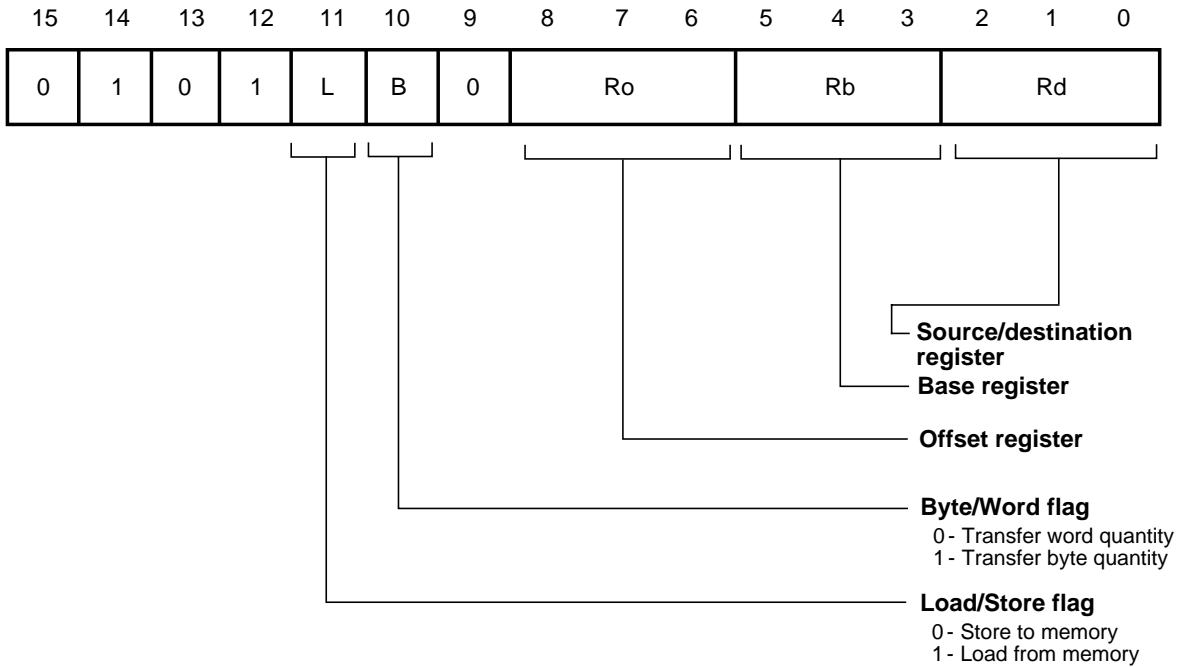 15 14 13 12 11 10 9 8 7 6 5 4 3 2 1 0
0 1 0 1 L B 0 Ro Rb Rd
Source/destination
register
Base register
Offset register
Byte/Word flag
0 - Transfer word quantity
1 - Transfer byte quantity
Load/Store flag
0 - Store to memory
1 - Load from memory